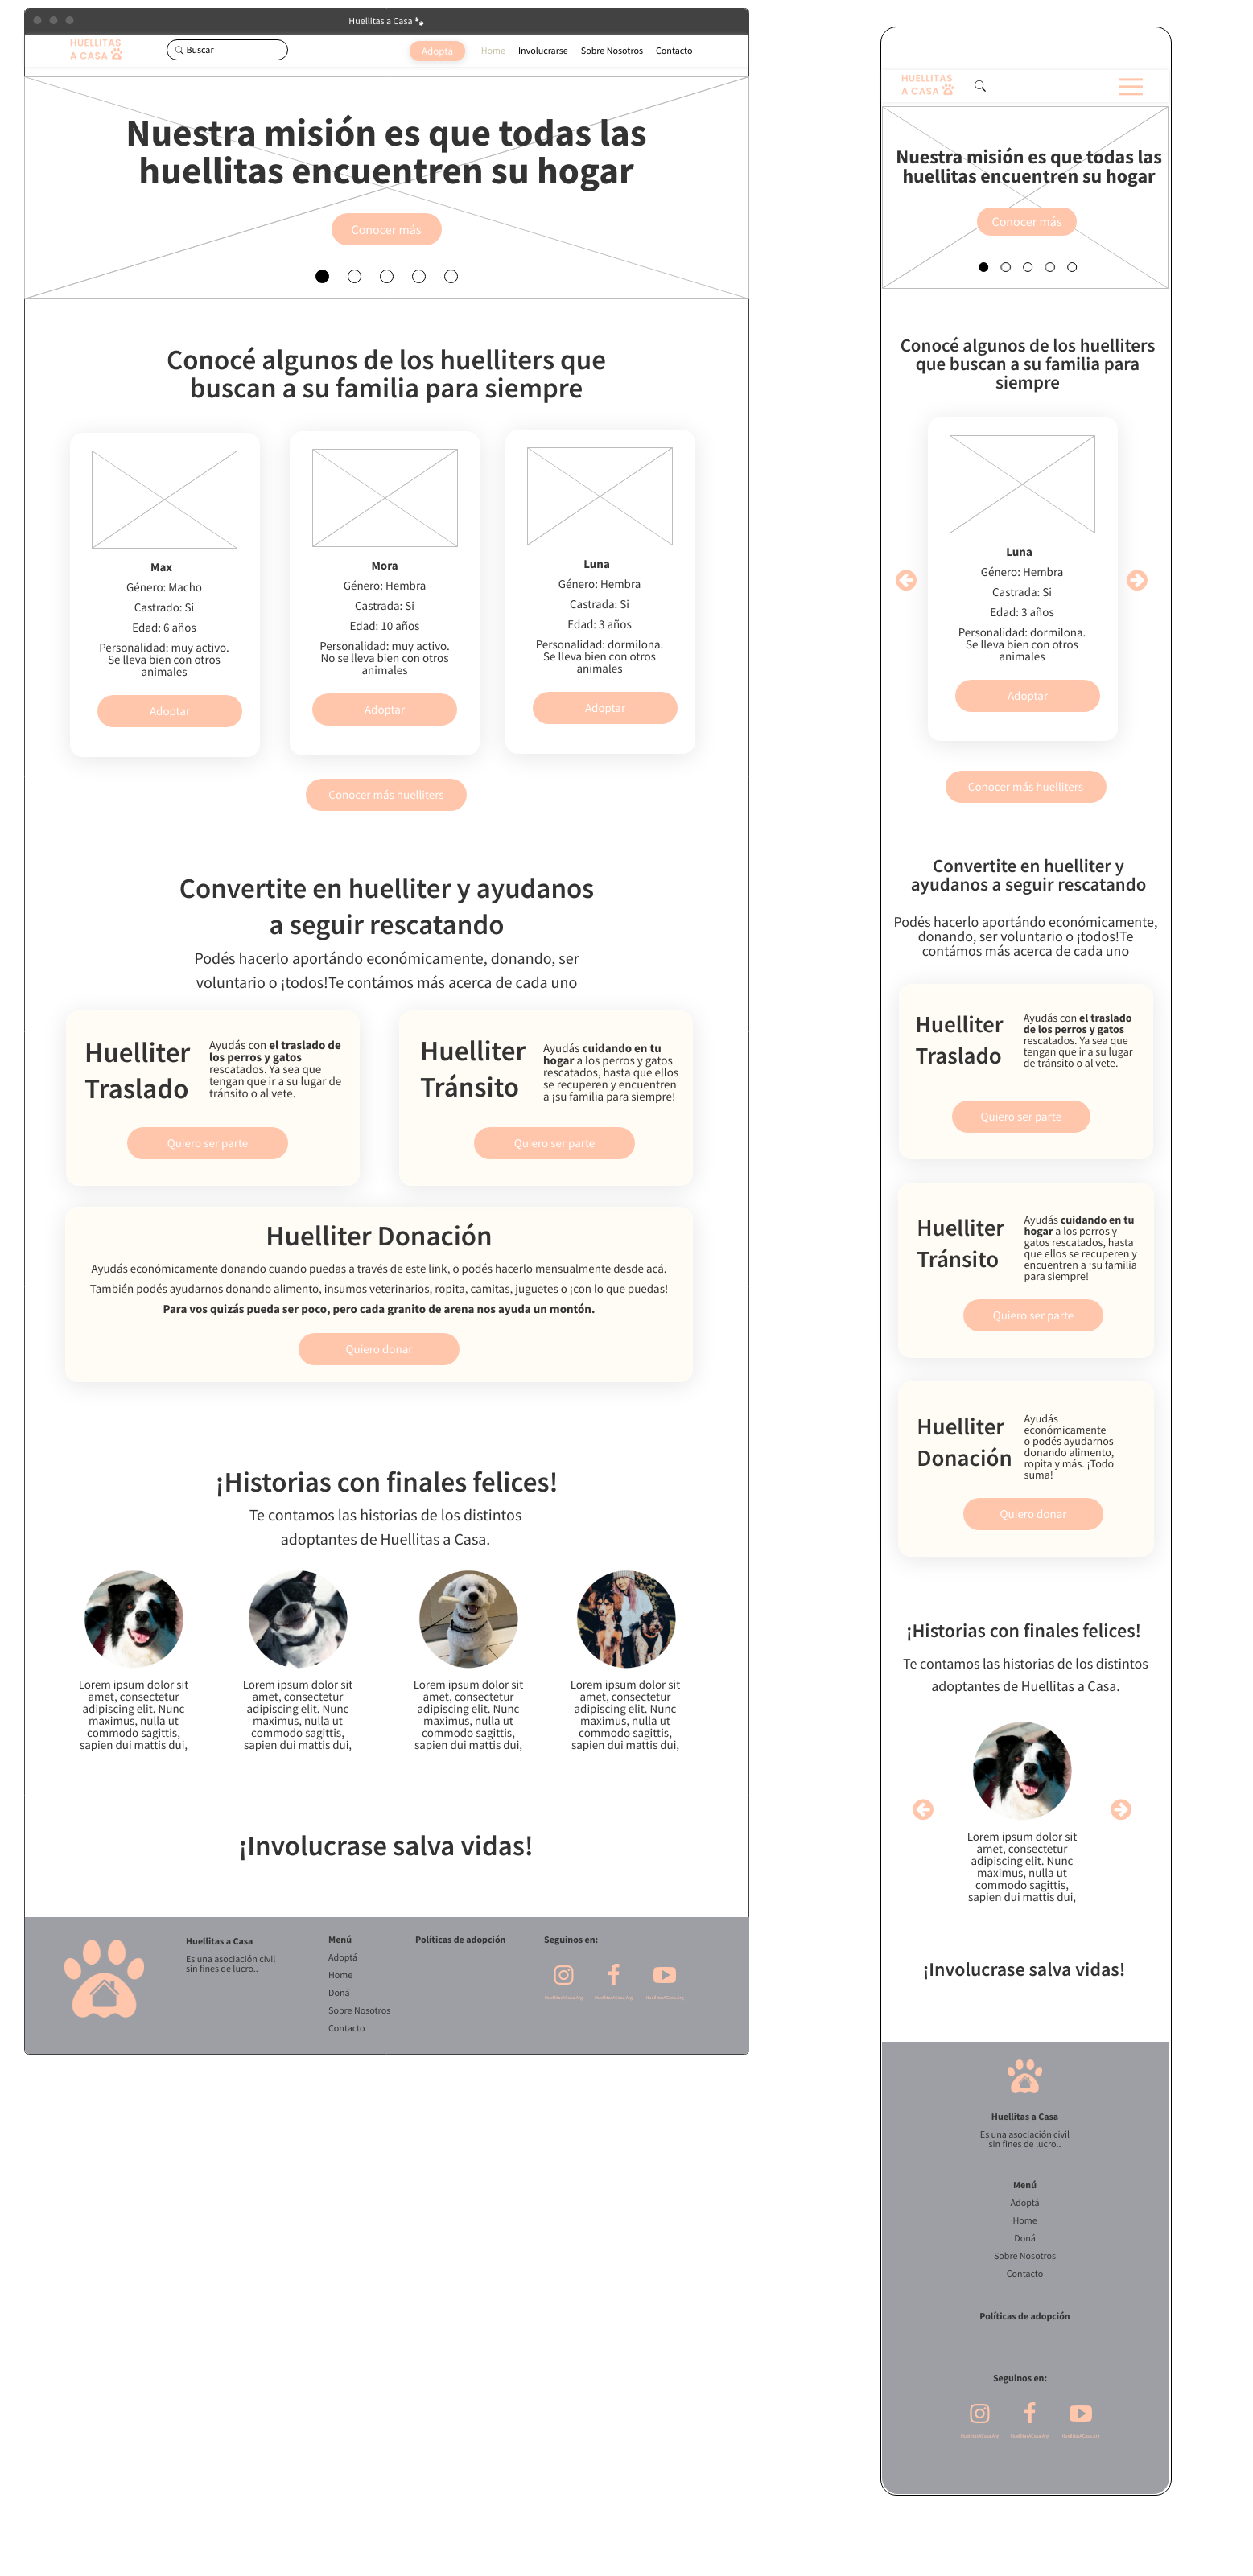 Huellitas a Casa
HUELLITAS
A CASA
Buscar
Adoptá
Home
Involucrarse
Sobre Nosotros
Contacto
Nuestra misión es que todas las
huellitas encuentren su hogar
Conocer más
Conocé algunos de los huelliters que
buscan a su familia para siempre
Max
Género: Macho
Castrado: Si
Edad: 6 años
Personalidad: muy activo.
Se lleva bien con otros
animales
Adoptar
Mora
Género: Hembra
Castrada: Si
Edad: 10 años
Personalidad: muy activo.
No se lleva bien con otros
animales
Adoptar
Luna
Género: Hembra
Castrada: Si
Edad: 3 años
Personalidad: dormilona.
Se lleva bien con otros
animales
Adoptar
Conocer más huelliters
Convertite en huelliter y ayudanos
a seguir rescatando
Podés hacerlo aportándo económicamente, donando, ser
voluntario o ¡todos!Te contámos más acerca de cada uno
Huelliter
Traslado
Ayudás con el traslado de
los perros y gatos
rescatados. Ya sea que
tengan que ir a su lugar de
tránsito o al vete.
Quiero ser parte
Huelliter
Tránsito
Ayudás cuidando en tu
hogar a los perros y gatos
rescatados, hasta que ellos
se recuperen y encuentren
a ¡su familia para siempre!
Quiero ser parte
Huelliter Donación
Ayudás económicamente donando cuando puedas a través de este link, o podés hacerlo mensualmente desde acá.
También podés ayudarnos donando alimento, insumos veterinarios, ropita, camitas, juguetes o ¡con lo que puedas!
Para vos quizás pueda ser poco, pero cada granito de arena nos ayuda un montón.
Quiero donar
¡Historias con finales felices!
Te contamos las historias de los distintos
adoptantes de Huellitas a Casa.
Lorem ipsum dolor sit
amet, consectetur
adipiscing elit. Nunc
maximus, nulla ut
commodo sagittis,
sapien dui mattis dui,
Lorem ipsum dolor sit
amet, consectetur
adipiscing elit. Nunc
maximus, nulla ut
commodo sagittis,
sapien dui mattis dui,
Lorem ipsum dolor sit
amet, consectetur
adipiscing elit. Nunc
maximus, nulla ut
commodo sagittis,
sapien dui mattis dui,
Lorem ipsum dolor sit
amet, consectetur
adipiscing elit. Nunc
maximus, nulla ut
commodo sagittis,
sapien dui mattis dui,
¡Involucrase salva vidas!
Huellitas a Casa
Es una asociación civil
sin fines de lucro..
Menú
Adoptá
Home
Doná
Sobre Nosotros
Contacto
Políticas de adopción
Seguinos en:
HUELLITAS
A CASA
Nuestra misión es que todas las
huellitas encuentren su hogar
Conocer más
Conocé algunos de los huelliters
que buscan a su familia para
siempre
Luna
Género: Hembra
Castrada: Si
Edad: 3 años
Personalidad: dormilona.
Se lleva bien con otros
animales
Adoptar
Conocer más huelliters
Convertite en huelliter y
ayudanos a seguir rescatando
Podés hacerlo aportándo económicamente,
donando, ser voluntario o ¡todos!Te
contámos más acerca de cada uno
Huelliter
Traslado
Ayudás con el traslado
de los perros y gatos
rescatados. Ya sea que
tengan que ir a su lugar
de tránsito o al vete.
Quiero ser parte
Huelliter
Tránsito
Ayudás cuidando en tu
hogar a los perros y
gatos rescatados, hasta
que ellos se recuperen y
encuentren a ¡su familia
para siempre!
Quiero ser parte
Huelliter
Donación
Ayudás
económicamente
o podés ayudarnos
donando alimento,
ropita y más. ¡Todo
suma!
Quiero donar
¡Historias con finales felices!
Te contamos las historias de los distintos
adoptantes de Huellitas a Casa.
Lorem ipsum dolor sit
amet, consectetur
adipiscing elit. Nunc
maximus, nulla ut
commodo sagittis,
sapien dui mattis dui,
¡Involucrase salva vidas!
Huellitas a Casa
Es una asociación civil
sin fines de lucro..
Menú
Adoptá
Home
Doná
Sobre Nosotros
Contacto
Políticas de adopción
Seguinos en: